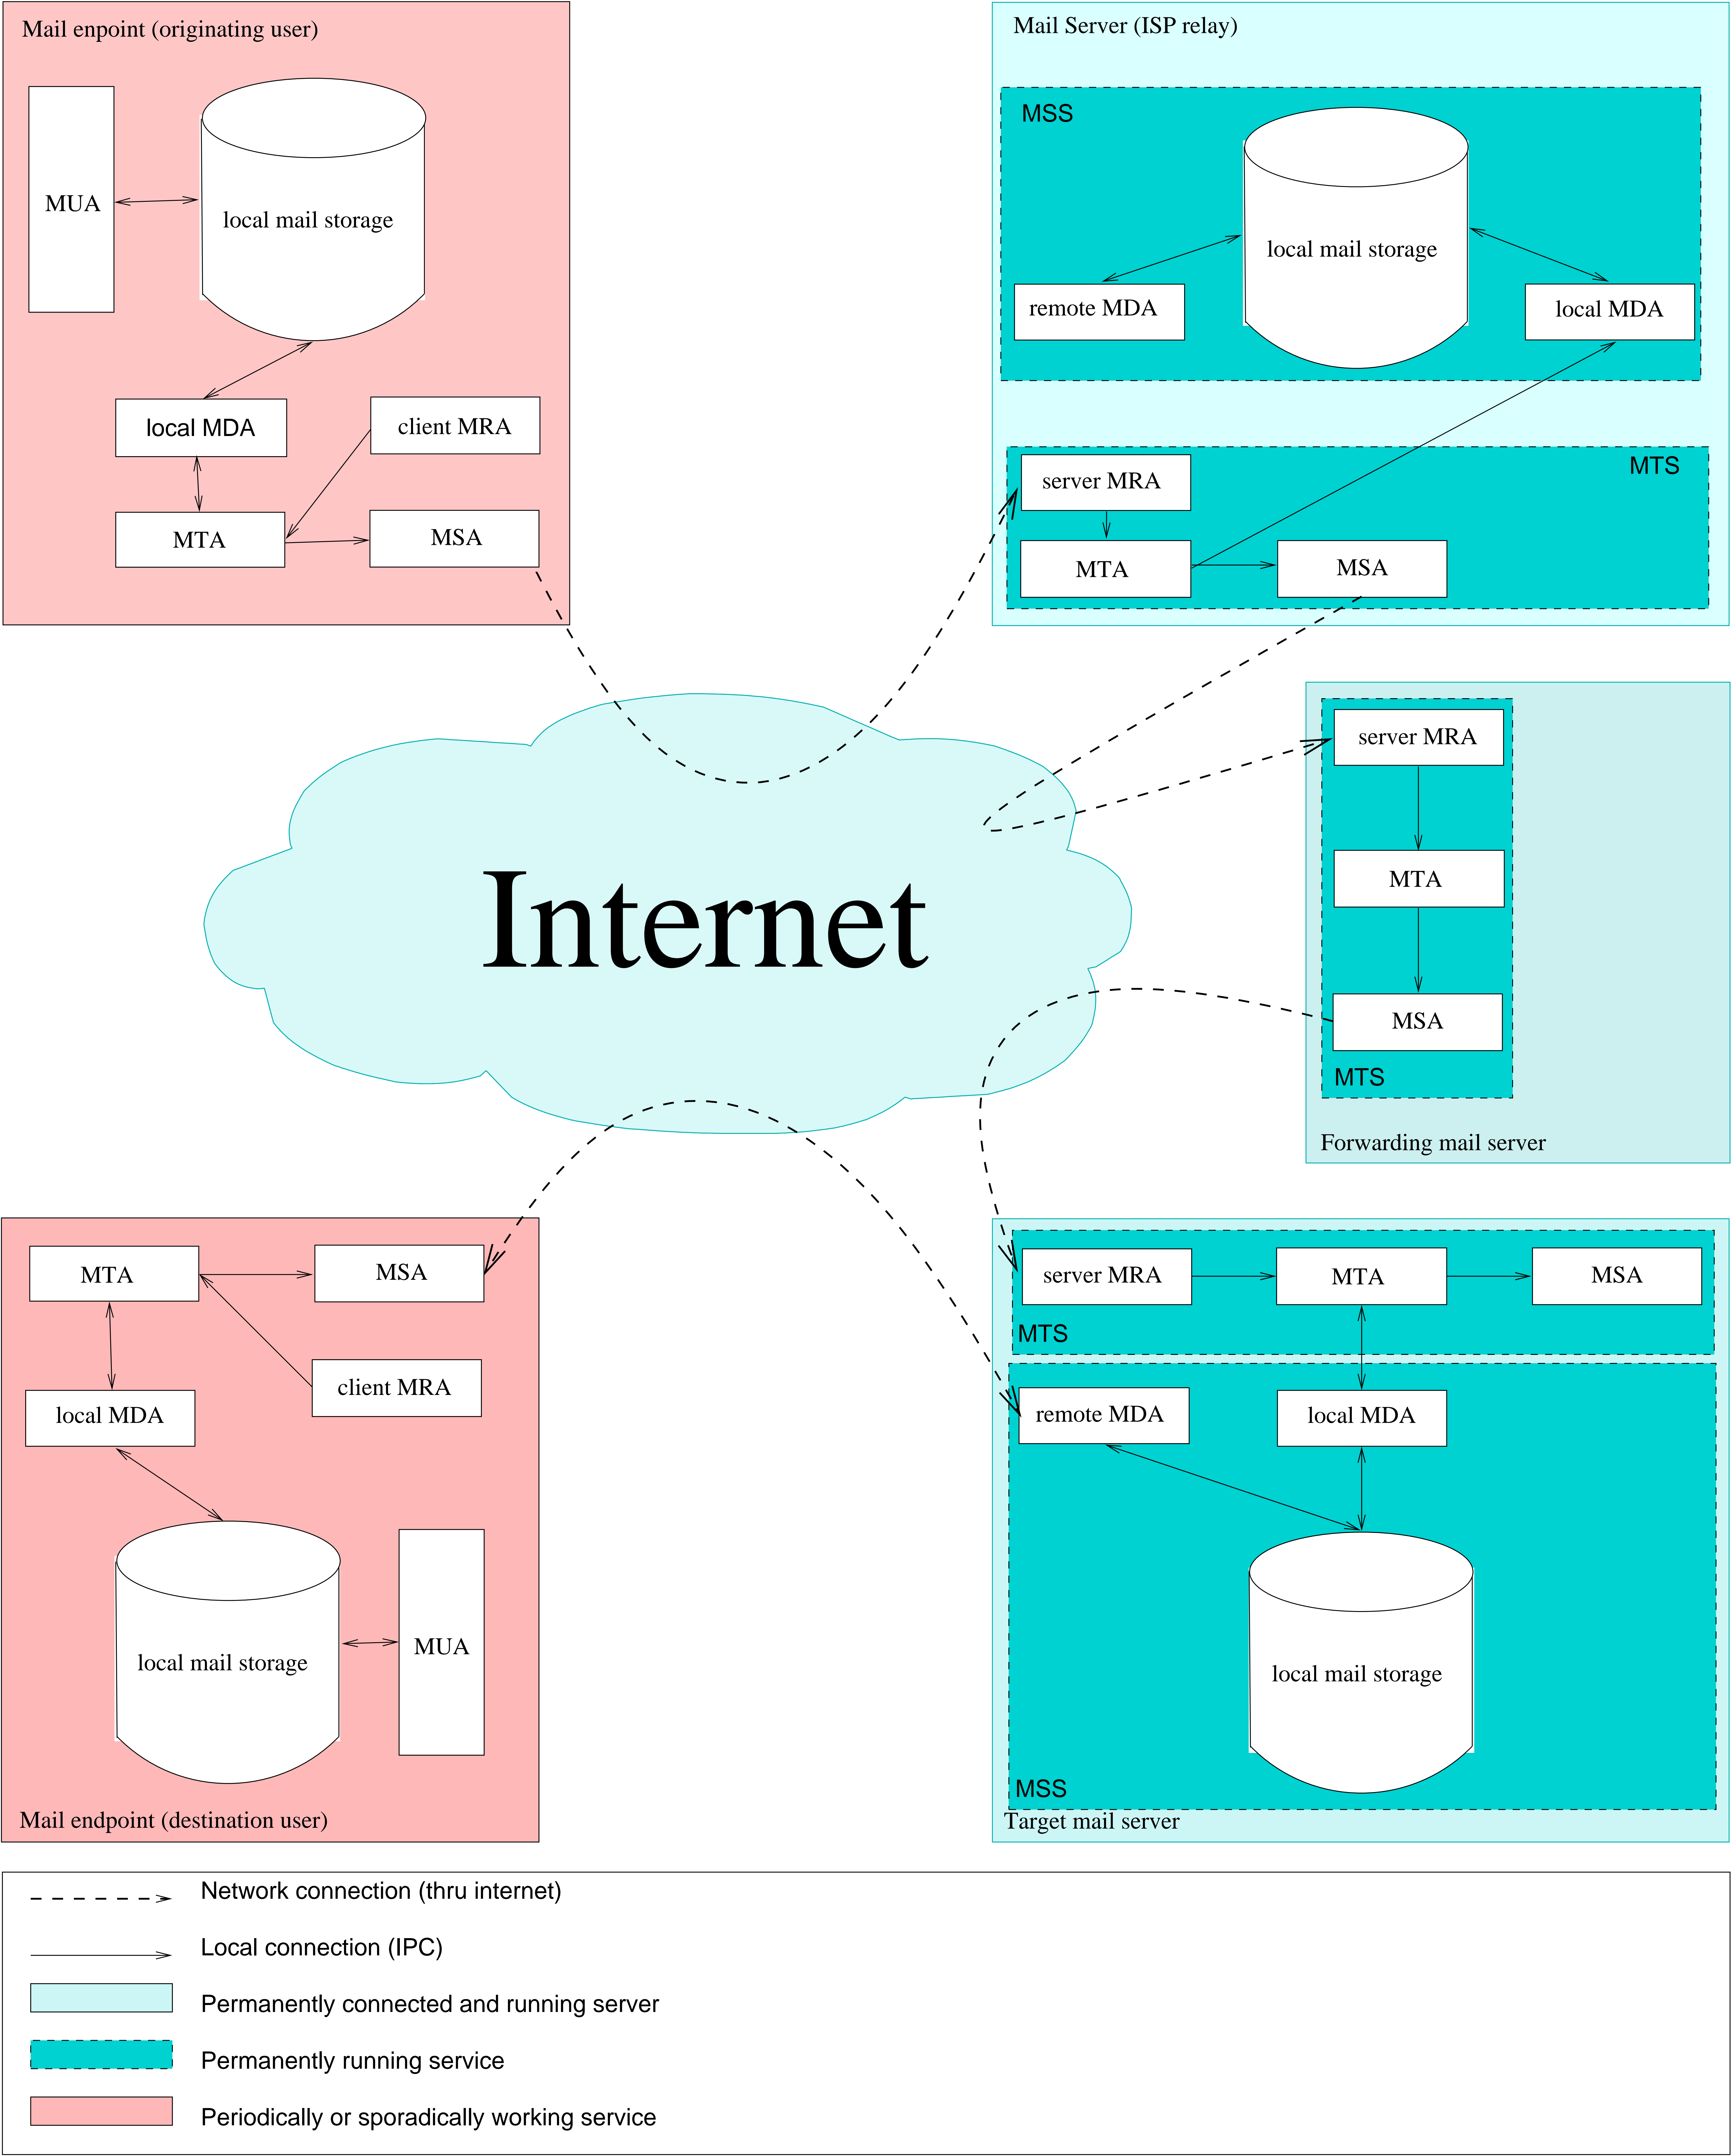 Mail enpoint (originating user)
MUA
local mail storage
local MDA
client MRA
MTA
MSA
Mail Server (ISP relay)
MSS
local mail storage
remote MDA
local MDA
MTS
server MRA
MTA
MSA
Internet
server MRA
MTA
MSA
MTS
Forwarding mail server
MTA
MSA
client MRA
local MDA
local mail storage
MUA
Mail endpoint (destination user)
server MRA
MTA
MSA
MTS
remote MDA
local MDA
local mail storage
MSS
Target mail server
Network connection (thru internet)
Local connection (IPC)
Permanently connected and running server
Permanently running service
Periodically or sporadically working service